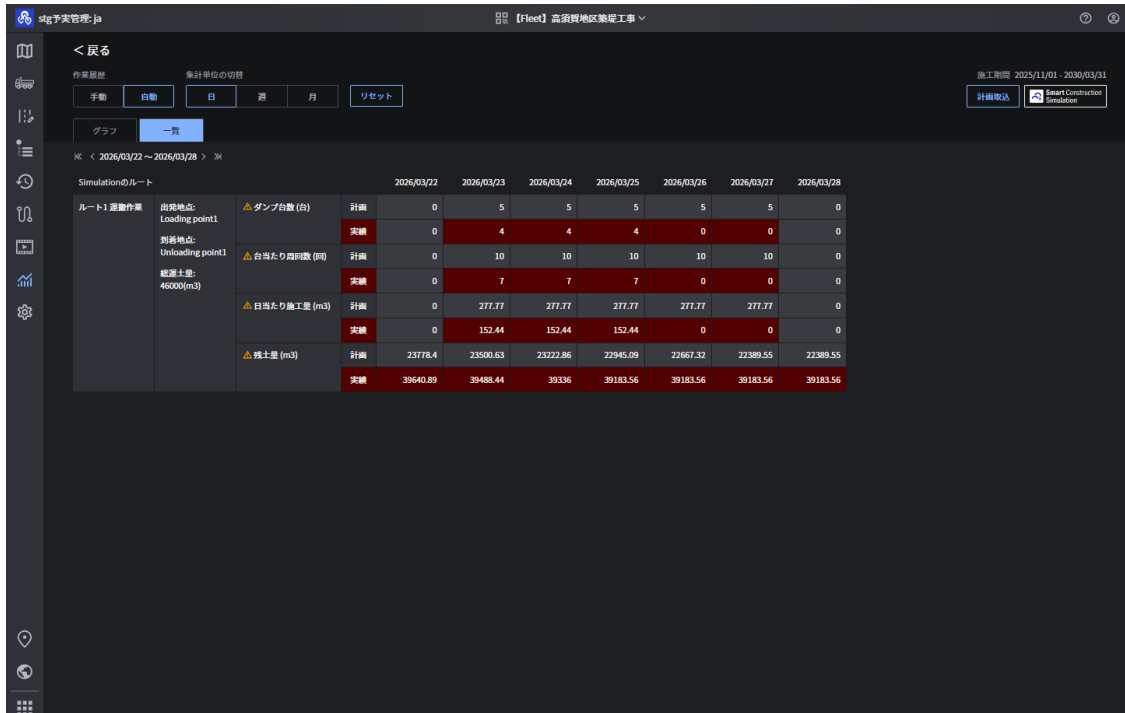 stg予実管理: ja
【Fleet】高須賀地区築堤工事
＜戻る
作業履歴 集計単位の切替 施工期間 2025/11/01 - 2030/03/31
手動 自動 日 週 月 リセット 計画取込 Smart Construction Simulation
グラフ 一覧
2026/03/22 ～ 2026/03/28
Simulationのルート 2026/03/22 2026/03/23 2026/03/24 2026/03/25 2026/03/26 2026/03/27 2026/03/28
ルート1 運搬作業
出発地点:
Loading point1
到着地点:
Unloading point1
総運土量:
46000(m3)
ダンプ台数 (台) 計画 0 5 5 5 5 5 0
実績 0 4 4 4 0 0 0
台当たり周回数 (回) 計画 0 10 10 10 10 10 0
実績 0 7 7 7 0 0 0
日当たり施工量 (m3) 計画 0 277.77 277.77 277.77 277.77 277.77 0
実績 0 152.44 152.44 152.44 0 0 0
残土量 (m3) 計画 23778.4 23500.63 23222.86 22945.09 22667.32 22389.55 22389.55
実績 39640.89 39488.44 39336 39183.56 39183.56 39183.56 39183.56